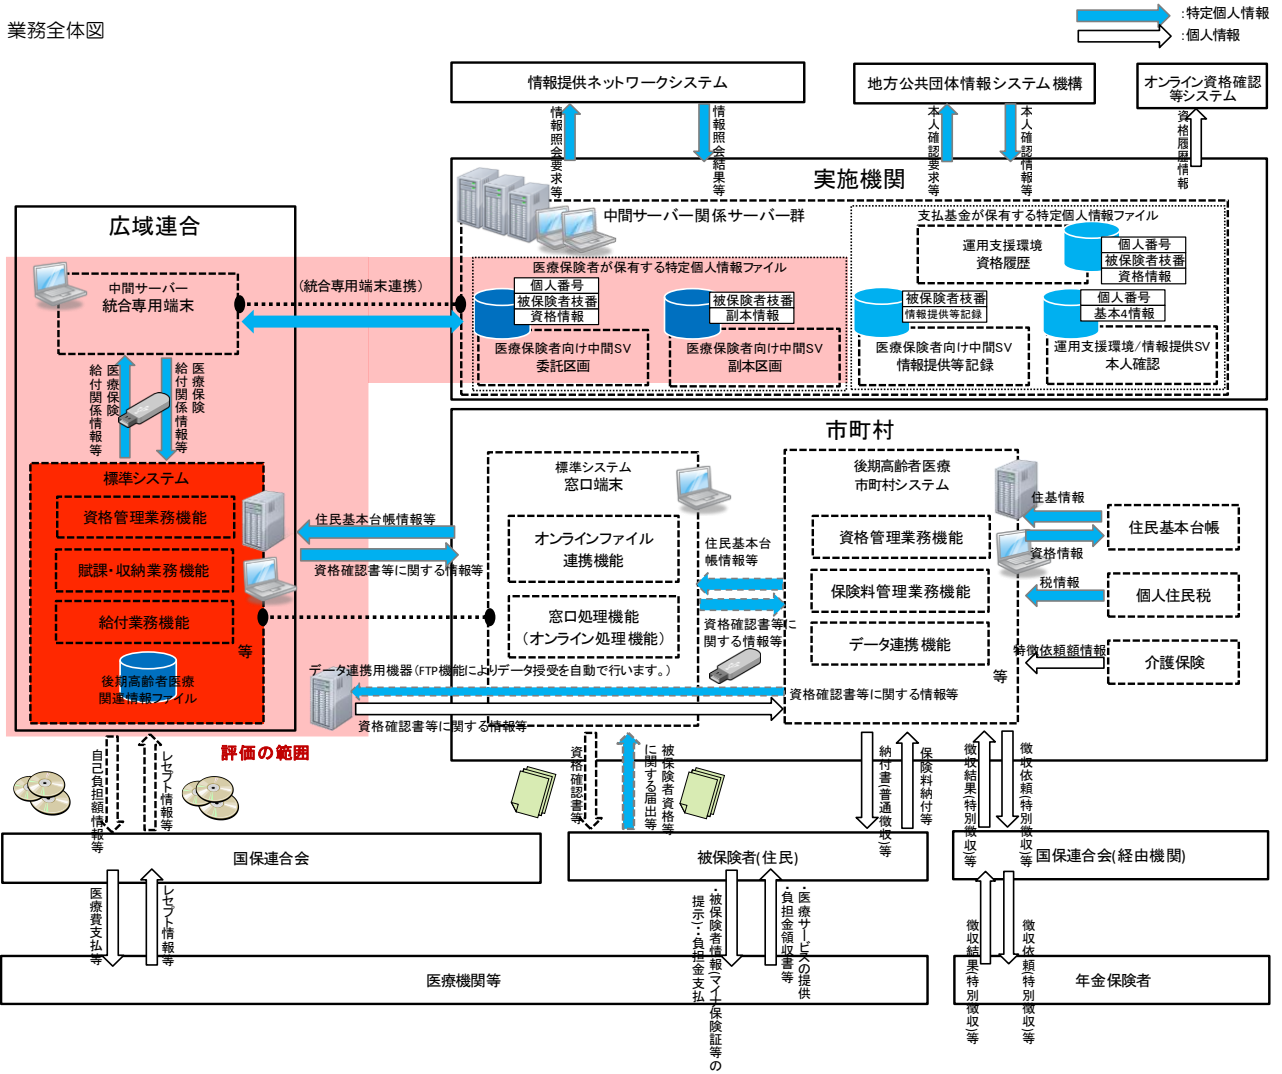 業務全体図
:特定個人情報
:個人情報
情報提供ネットワークシステム
地方公共団体情報システム機構
オンライン資格確認
等システム
情報照会要求等
情報照会結果等
本人確認要求等
本人確認情報等
資格履歴情報
実施機関
中間サーバー関係サーバー群
支払基金が保有する特定個人情報ファイル
運用支援環境
資格履歴
個人番号
被保険者枝番
資格情報
医療保険者が保有する特定個人情報ファイル
個人番号
被保険者枝番
資格情報
医療保険者向け中間SV
委託区画
被保険者枝番
副本情報
医療保険者向け中間SV
副本区画
被保険者枝番
情報提供等記録
医療保険者向け中間SV
情報提供等記録
個人番号
基本4情報
運用支援環境/情報提供SV
本人確認
広域連合
中間サーバー
統合専用端末
(統合専用端末連携)
医療保険
給付関係情報等
医療保険
給付関係情報等
標準システム
資格管理業務機能
賦課・収納業務機能
給付業務機能
等
後期高齢者医療
関連情報ファイル
評価の範囲
住民基本台帳情報等
資格確認書等に関する情報等
データ連携用機器(FTP機能によりデータ授受を自動で行います。)
資格確認書等に関する情報等
資格確認書等に関する情報等
市町村
標準システム
窓口端末
オンラインファイル
連携機能
窓口処理機能
(オンライン処理機能)
住民基本台
帳情報等
資格確認書等に
関する情報等
後期高齢者医療
市町村システム
資格管理業務機能
保険料管理業務機能
データ連携機能
等
住基情報
資格情報
税情報
特徴依頼額情報
住民基本台帳
個人住民税
介護保険
自己負担額情報等
レセプト情報等
資格確認書等
被保険者資格等
に関する届出等
納付書(普通徴収)等
保険料納付等
徴収結果(特別徴収)等
徴収依頼(特別徴収)等
国保連合会
被保険者(住民)
国保連合会(経由機関)
医療費支払等
レセプト情報等
・被保険者情報(マイナ保険証等の
提示)・負担金支払
・医療サービスの提供
・負担金領収書等
徴収結果(特別徴収)等
徴収依頼(特別徴収)等
医療機関等
年金保険者